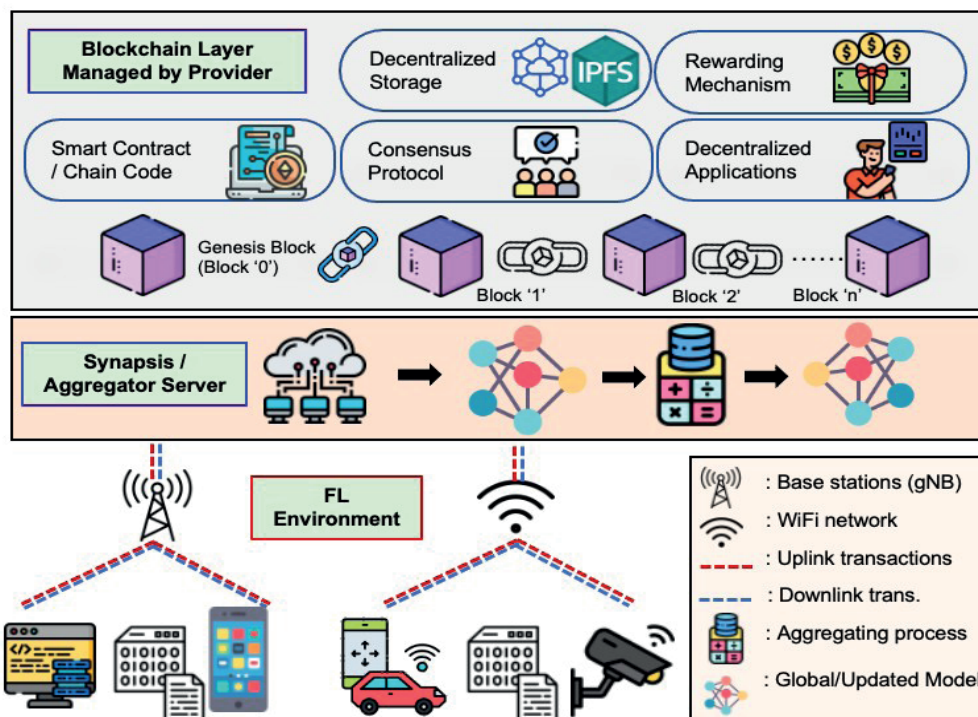 Blockchain Layer
Managed by Provider
Decentralized
Storage
IPFS
Rewarding
Mechanism
Smart Contract
/ Chain Code
Consensus
Protocol
Decentralized
Applications
Genesis Block
(Block ‘0’)
Block ‘1’
Block ‘2’
Block ‘n’
Synapsis /
Aggregator Server
FL
Environment
: Base stations (gNB)
: WiFi network
: Uplink transactions
: Downlink trans.
: Aggregating process
: Global/Updated Model